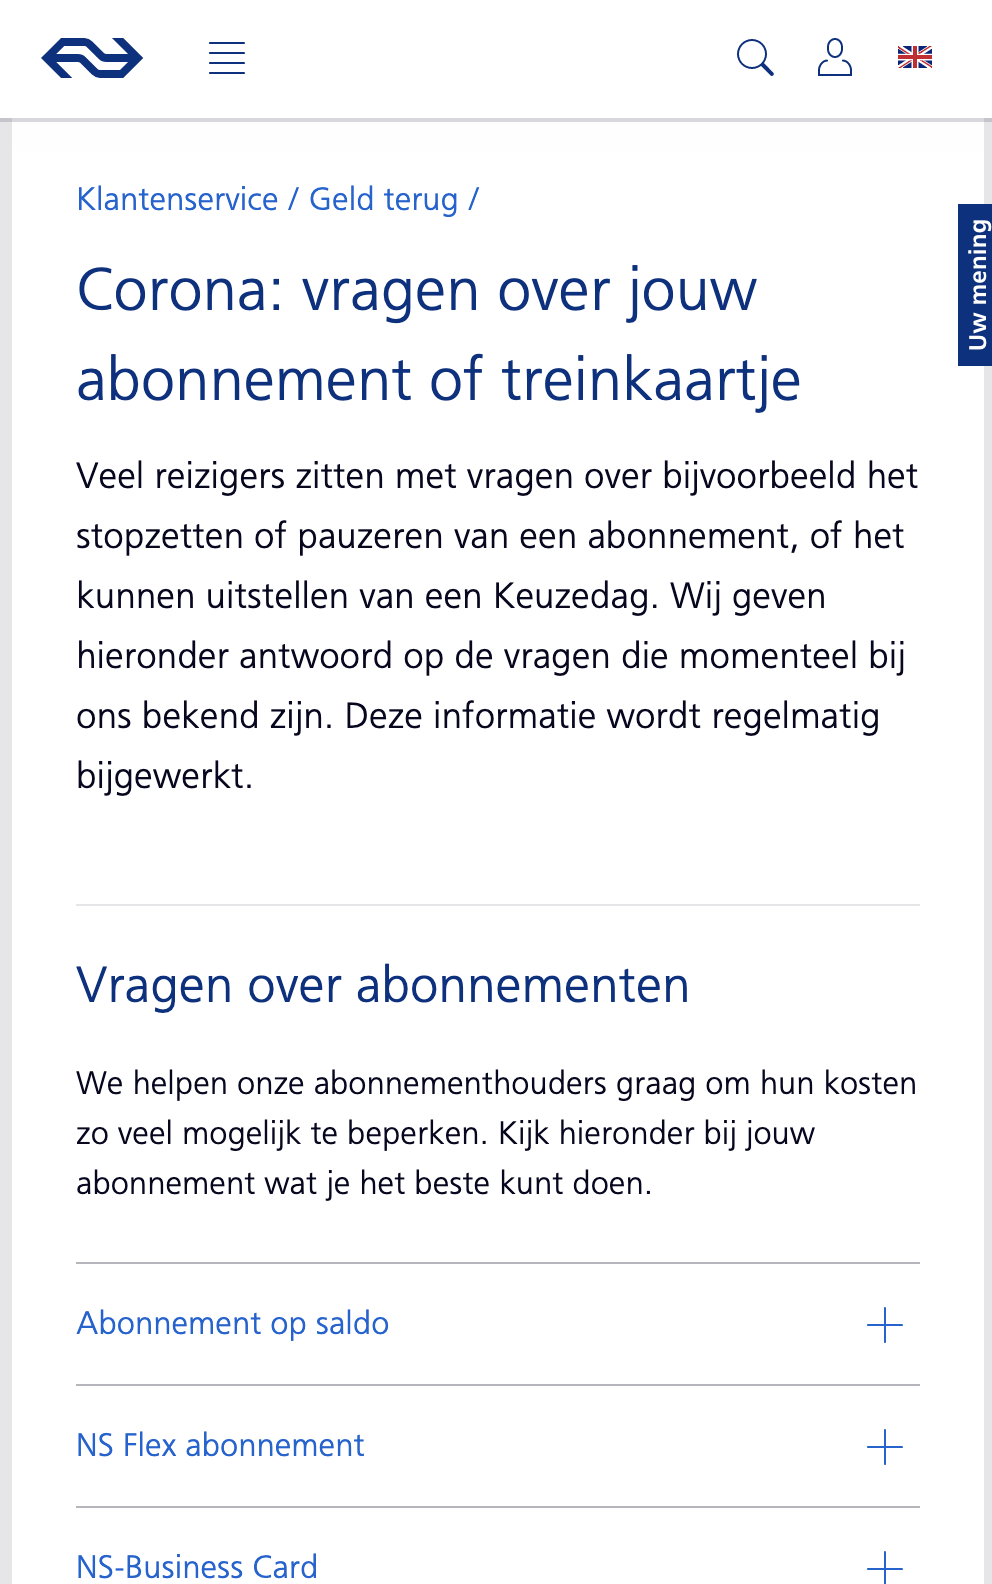 Klantenservice / Geld terug /
Uw mening
Corona: vragen over jouw
abonnement of treinkaartje
Veel reizigers zitten met vragen over bijvoorbeeld het
stopzetten of pauzeren van een abonnement, of het
kunnen uitstellen van een Keuzedag. Wij geven
hieronder antwoord op de vragen die momenteel bij
ons bekend zijn. Deze informatie wordt regelmatig
bijgewerkt.
Vragen over abonnementen
We helpen onze abonnementhouders graag om hun kosten
zo veel mogelijk te beperken. Kijk hieronder bij jouw
abonnement wat je het beste kunt doen.
Abonnement op saldo
NS Flex abonnement
NS-Business Card